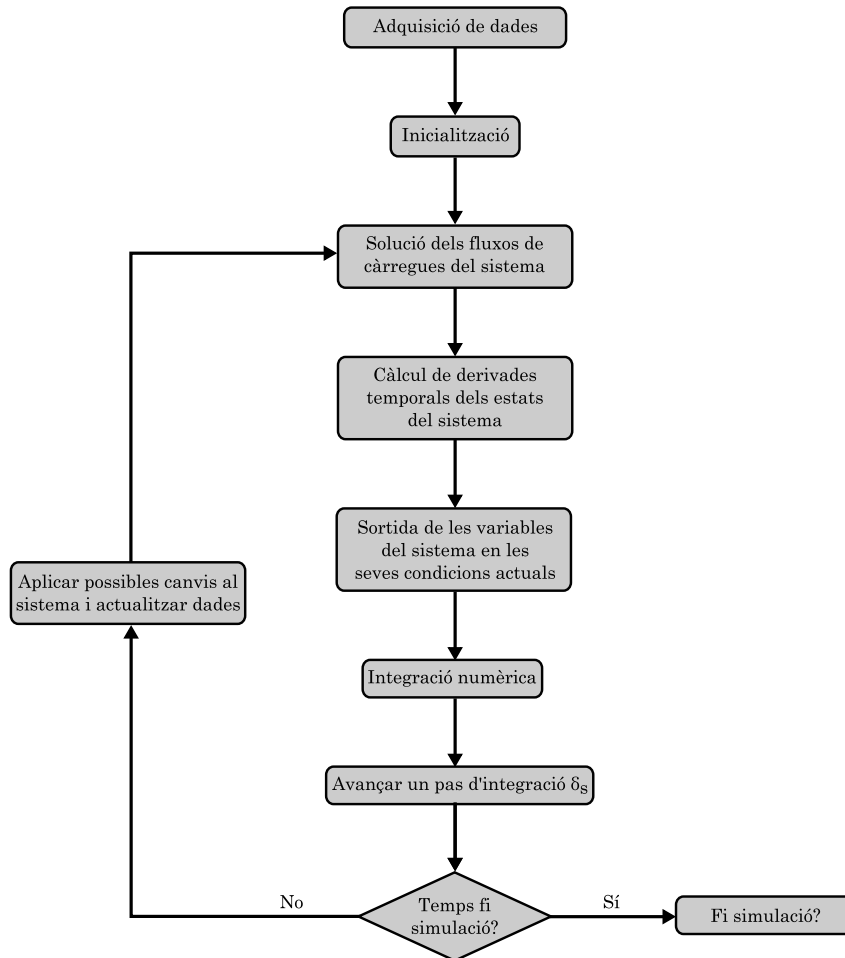 Adquisició de dades
Inicialització
Solució dels fluxos de
càrregues del sistema
Càlcul de derivades
temporals dels estats
del sistema
Sortida de les variables
del sistema en les
seves condicions actuals
Aplicar possibles canvis al
sistema i actualitzar dades
Integració numèrica
Avançar un pas d'integració δs
No
Temps fi
simulació?
Sí
Fi simulació?